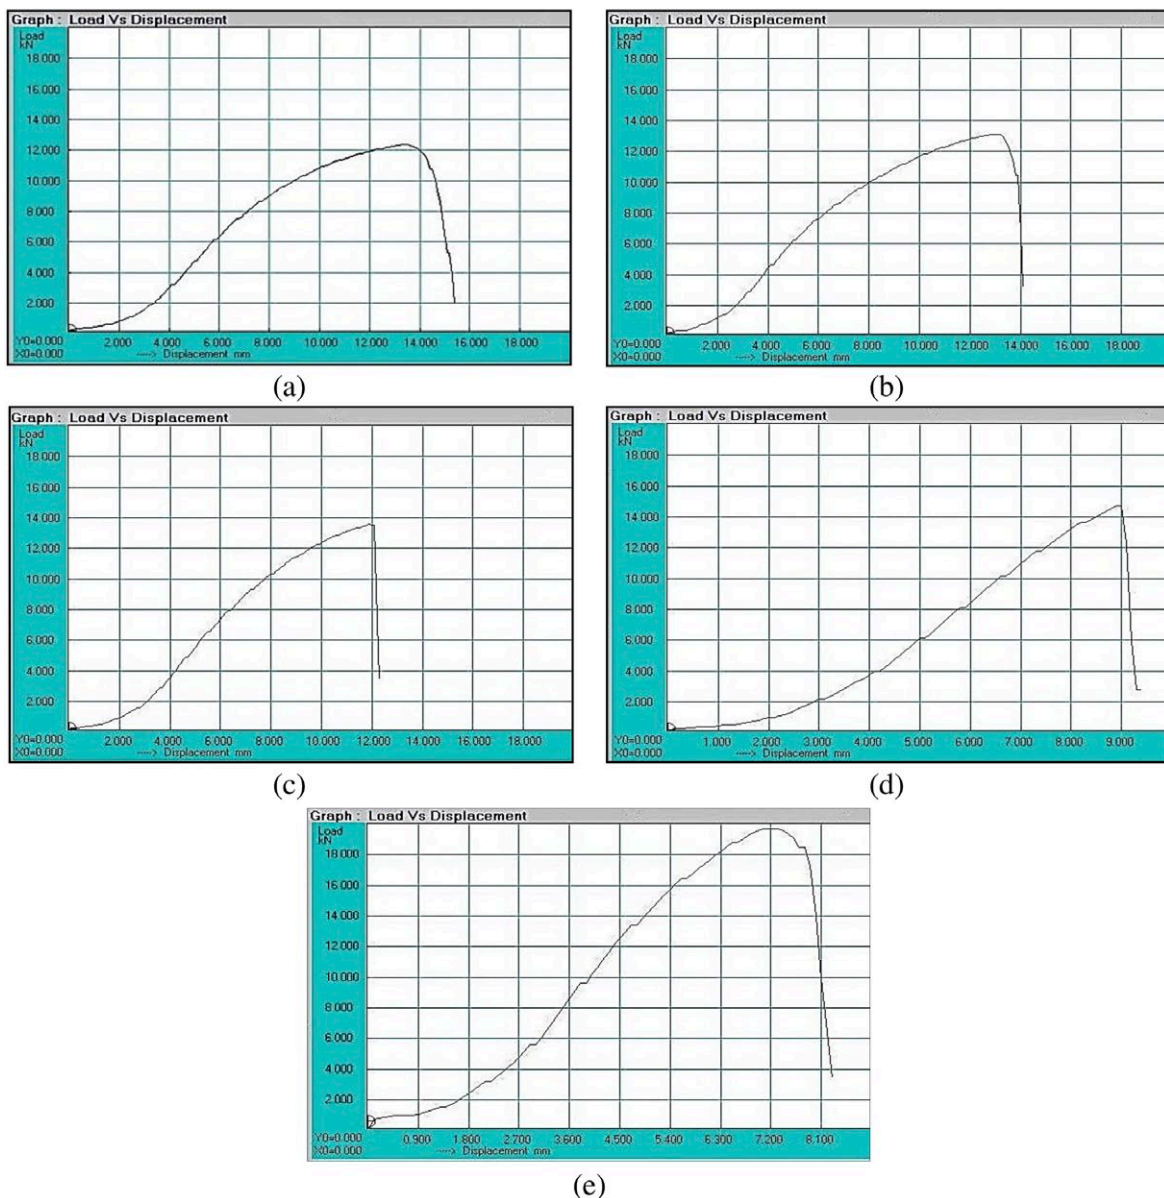 Graph : Load Vs Displacement
Load
kN
18.000
16.000
14.000
12.000
10.000
8.000
6.000
4.000
2.000
Y0=0.000
X0=0.000
2.000 4.000 6.000 8.000 10.000 12.000 14.000 16.000 18.000
----> Displacement mm
(a)
Graph : Load Vs Displacement
Load
kN
18.000
16.000
14.000
12.000
10.000
8.000
6.000
4.000
2.000
Y0=0.000
X0=0.000
2.000 4.000 6.000 8.000 10.000 12.000 14.000 16.000 18.000
----> Displacement mm
(b)
Graph : Load Vs Displacement
Load
kN
18.000
16.000
14.000
12.000
10.000
8.000
6.000
4.000
2.000
Y0=0.000
X0=0.000
2.000 4.000 6.000 8.000 10.000 12.000 14.000 16.000 18.000
----> Displacement mm
(c)
Graph : Load Vs Displacement
Load
kN
18.000
16.000
14.000
12.000
10.000
8.000
6.000
4.000
2.000
Y0=0.000
X0=0.000
1.000 2.000 3.000 4.000 5.000 6.000 7.000 8.000 9.000
----> Displacement mm
(d)
Graph : Load Vs Displacement
Load
kN
18.000
16.000
14.000
12.000
10.000
8.000
6.000
4.000
2.000
Y0=0.000
X0=0.000
0.900 1.800 2.700 3.600 4.500 5.400 6.300 7.200 8.100
----> Displacement mm
(e)